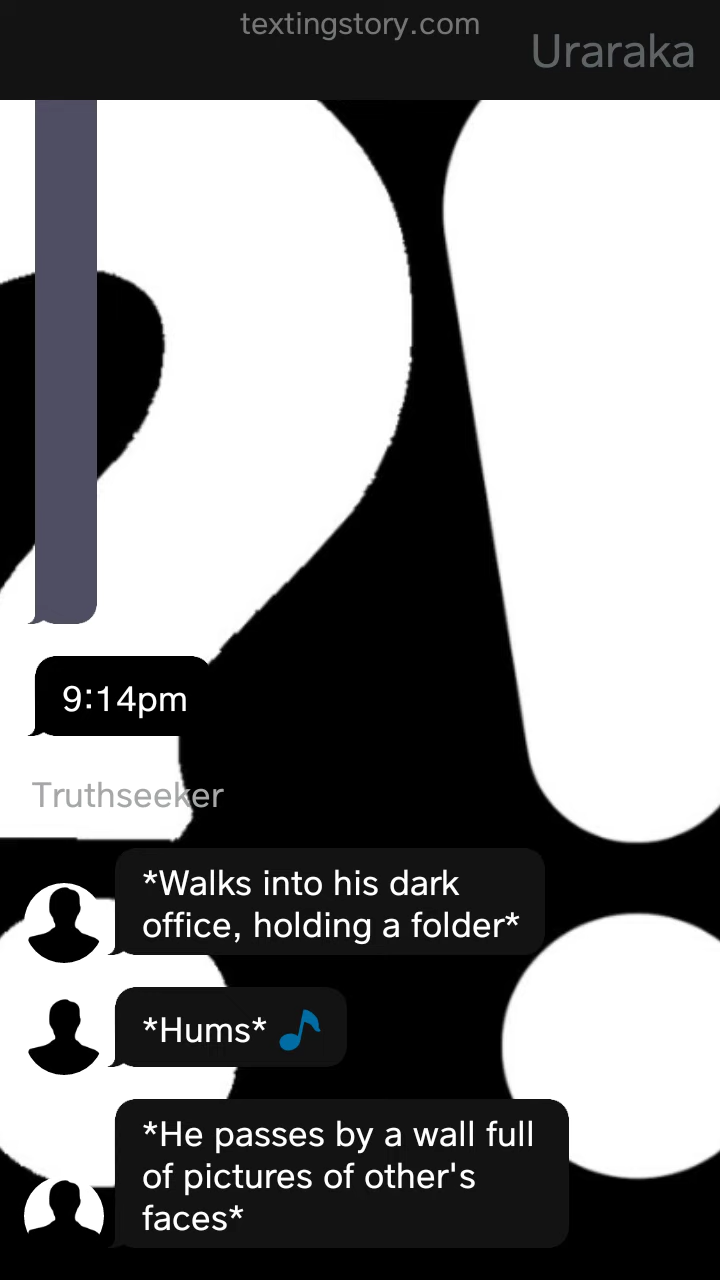 textingstory.com
Uraraka
9:14pm
Truthseeker
*Walks into his dark
office, holding a folder*
*Hums* 🎵
*He passes by a wall full
of pictures of other's
faces*